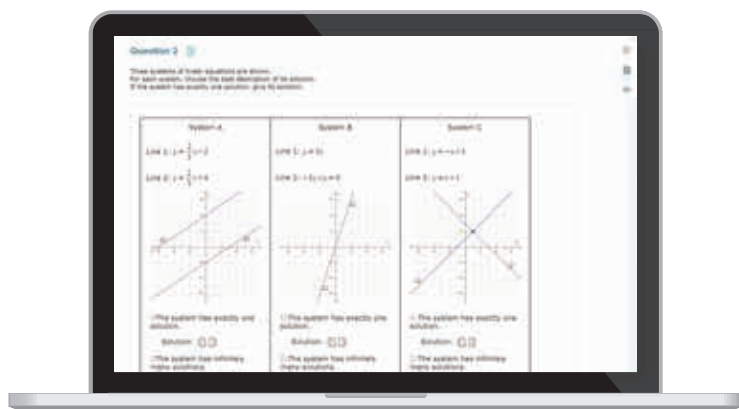 Question 2
Three systems of linear equations are shown.
For each system, choose the best description of its solution.
If the system has exactly one solution, give its solution.
System A
System B
System C
Line 1: y =
Line 1: y = 3x
Line 1: y = -x+
Line 2: y =
Line 2: -3x+y = 0
Line 2: y = x+1
The system has exactly one
solution.
The system has exactly one
solution.
The system has exactly one
solution.
Solution:
Solution:
Solution:
The system has infinitely
many solutions.
The system has infinitely
many solutions.
The system has infinitely
many solutions.